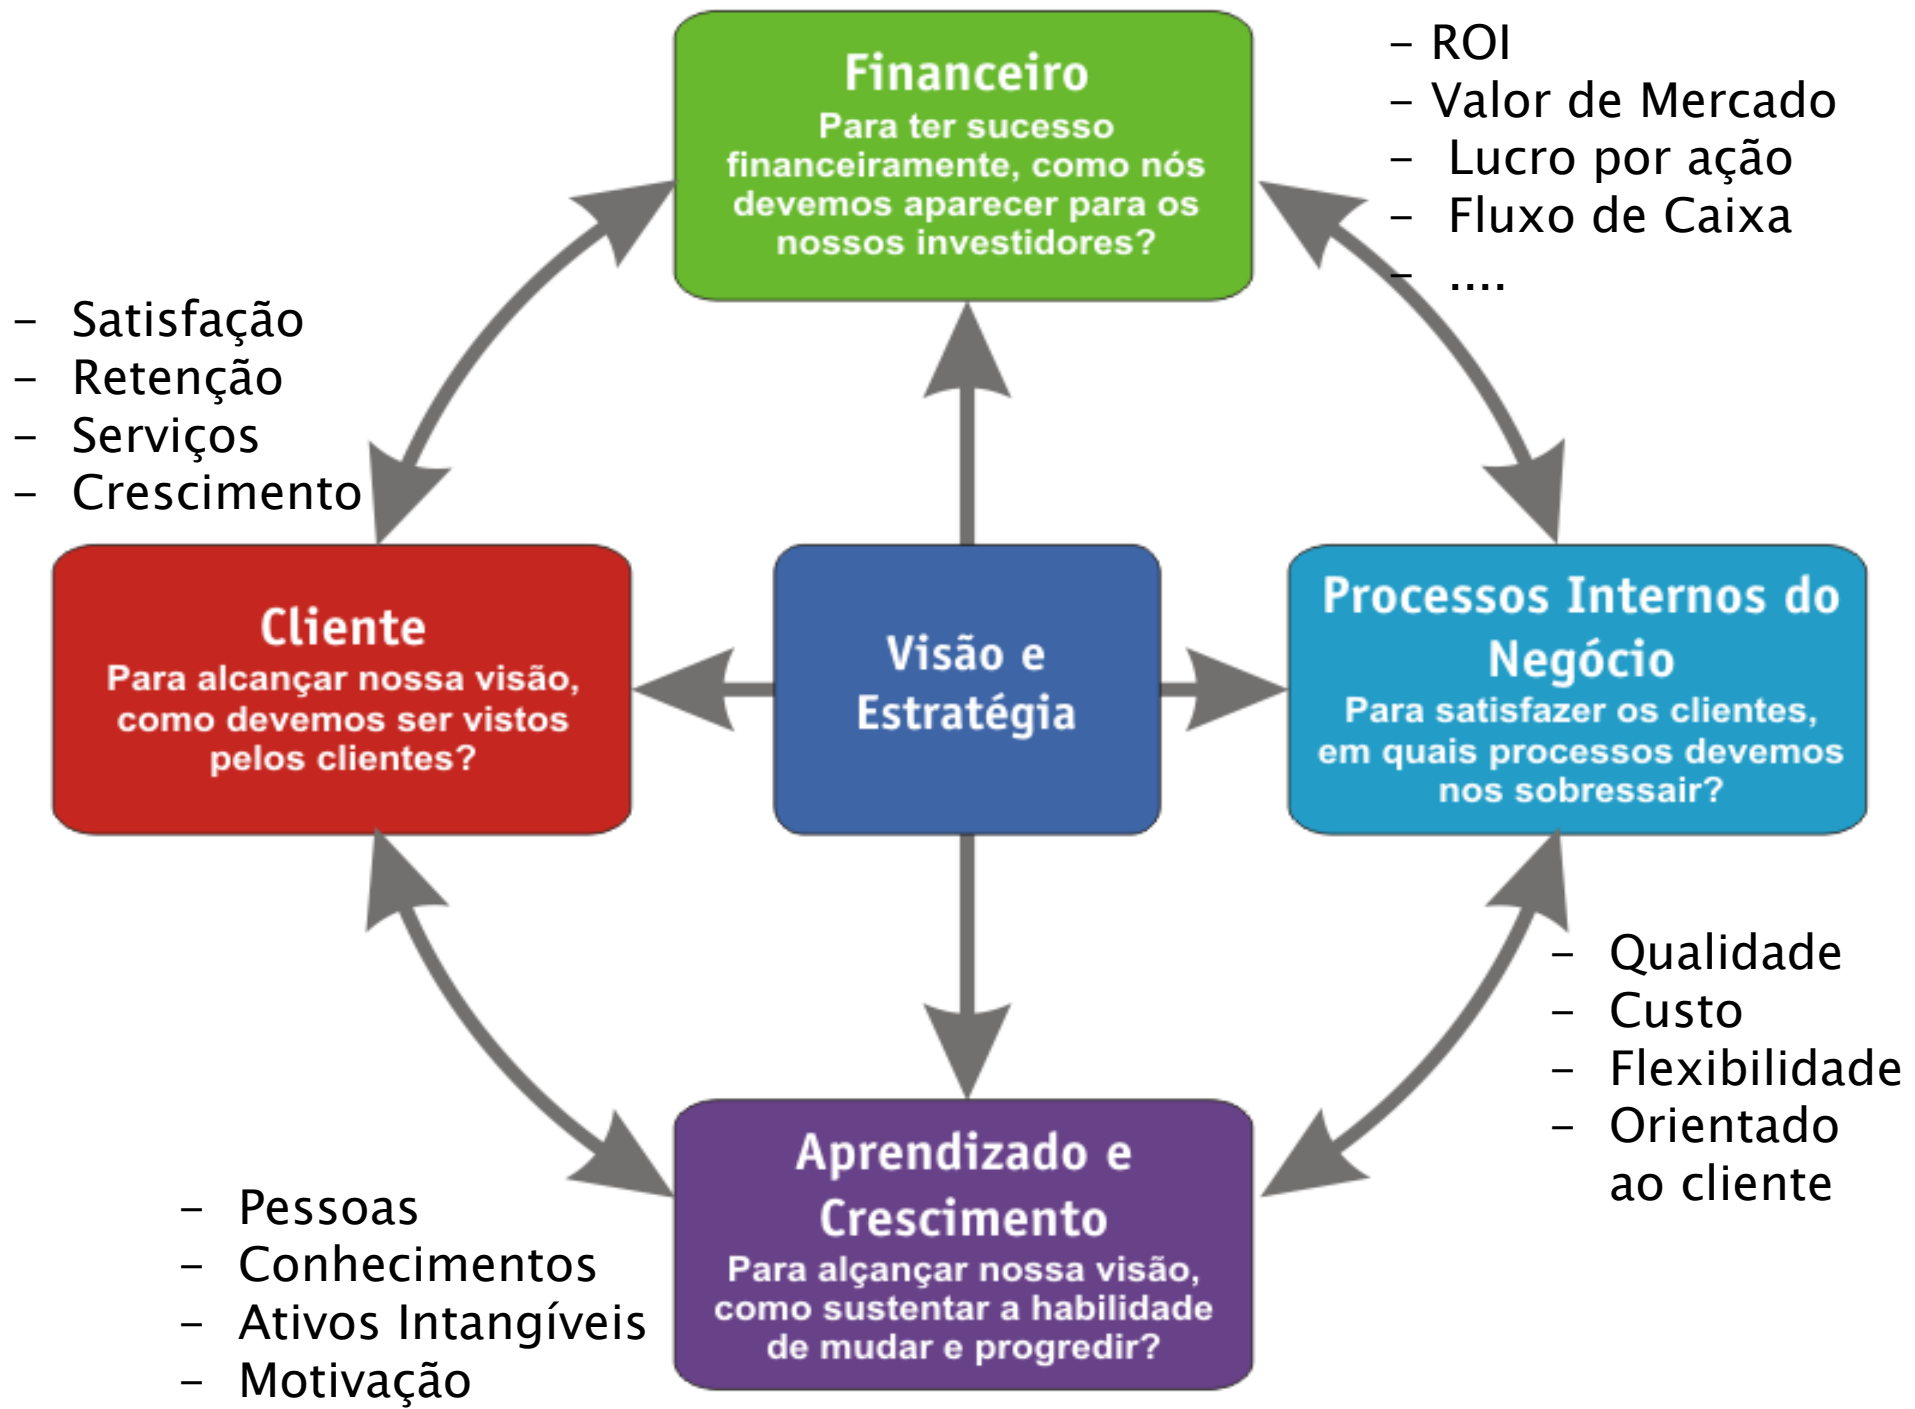 Financeiro
Para ter sucesso
financeiramente, como nós
devemos aparecer para os
nossos investidores?
- ROI
- Valor de Mercado
- Lucro por ação
- Fluxo de Caixa
- ....
- Satisfação
- Retenção
- Serviços
- Crescimento
Cliente
Para alcançar nossa visão,
como devemos ser vistos
pelos clientes?
Visão e
Estratégia
Processos Internos do
Negócio
Para satisfazer os clientes,
em quais processos devemos
nos sobressair?
- Qualidade
- Custo
- Flexibilidade
- Orientado
ao cliente
Aprendizado e
Crescimento
Para alçançar nossa visão,
como sustentar a habilidade
de mudar e progredir?
- Pessoas
- Conhecimentos
- Ativos Intangíveis
- Motivação